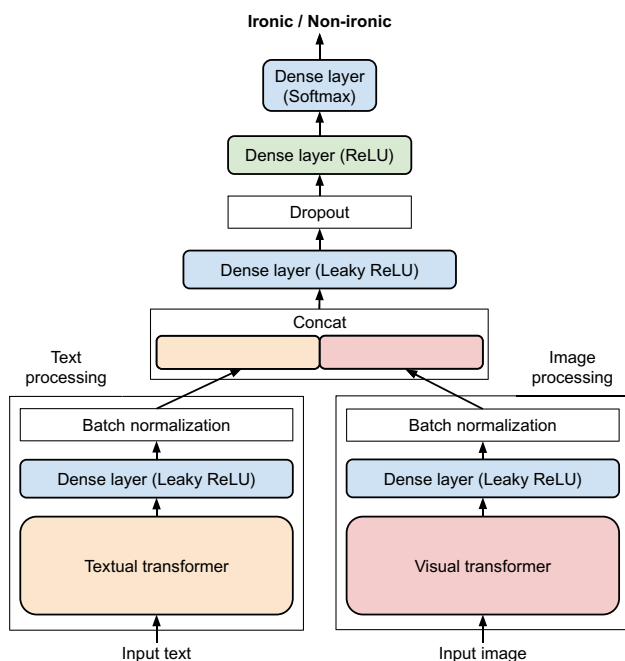 Ironic / Non-ironic
Dense layer
(Softmax)
Dense layer (ReLU)
Dropout
Dense layer (Leaky ReLU)
Concat
Text
processing
Image
processing
Batch normalization
Batch normalization
Dense layer (Leaky ReLU)
Dense layer (Leaky ReLU)
Textual transformer
Visual transformer
Input text
Input image